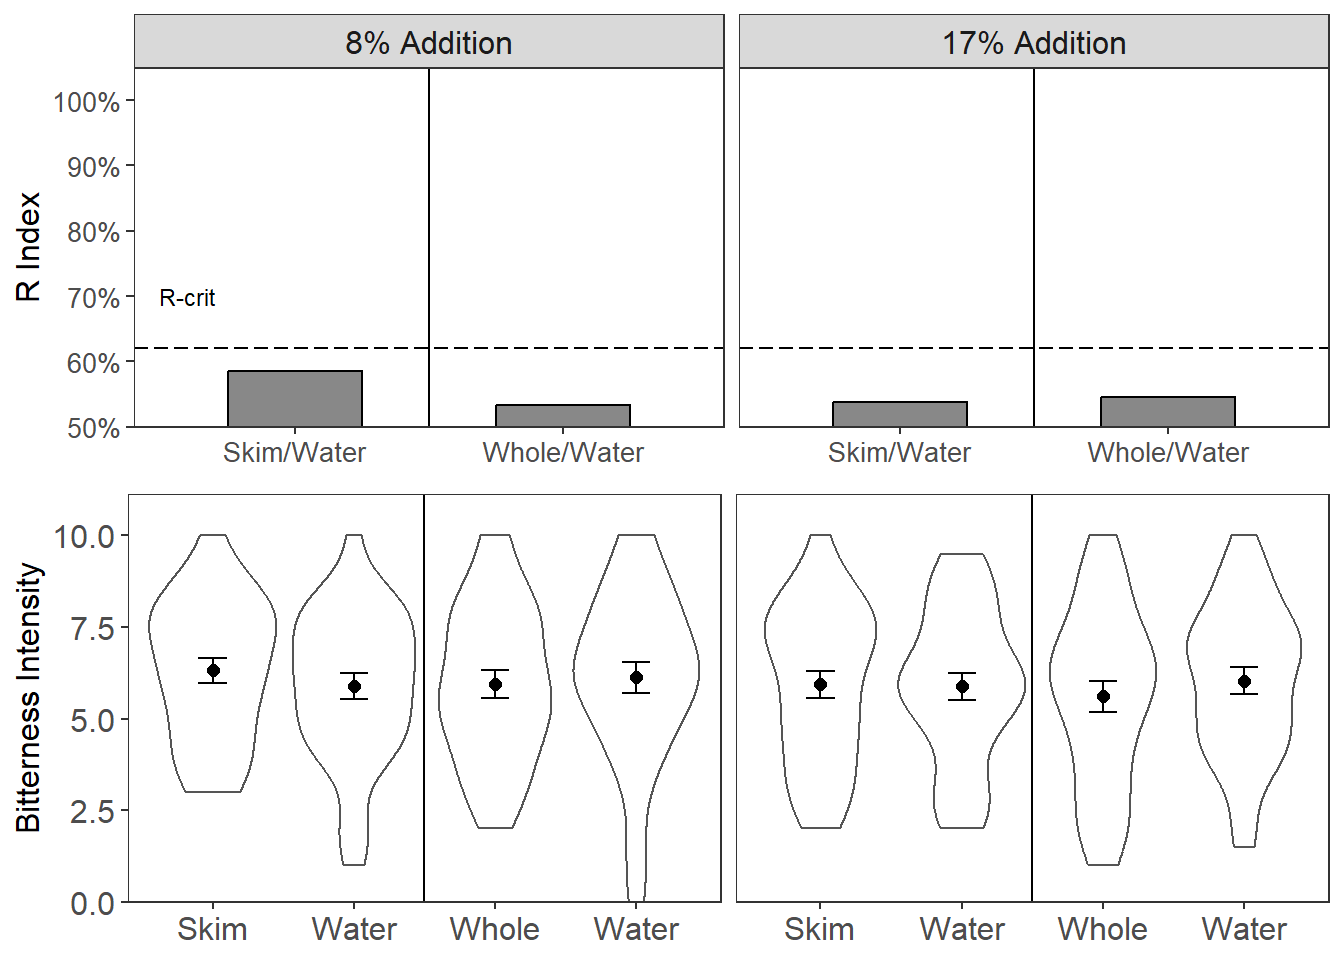 8% Addition
17% Addition
R Index
100%
90%
80%
70%
60%
50%
R-crit
Skim/Water
Whole/Water
Skim/Water
Whole/Water
Bitterness Intensity
10.0
7.5
5.0
2.5
0.0
Skim
Water
Whole
Water
Skim
Water
Whole
Water